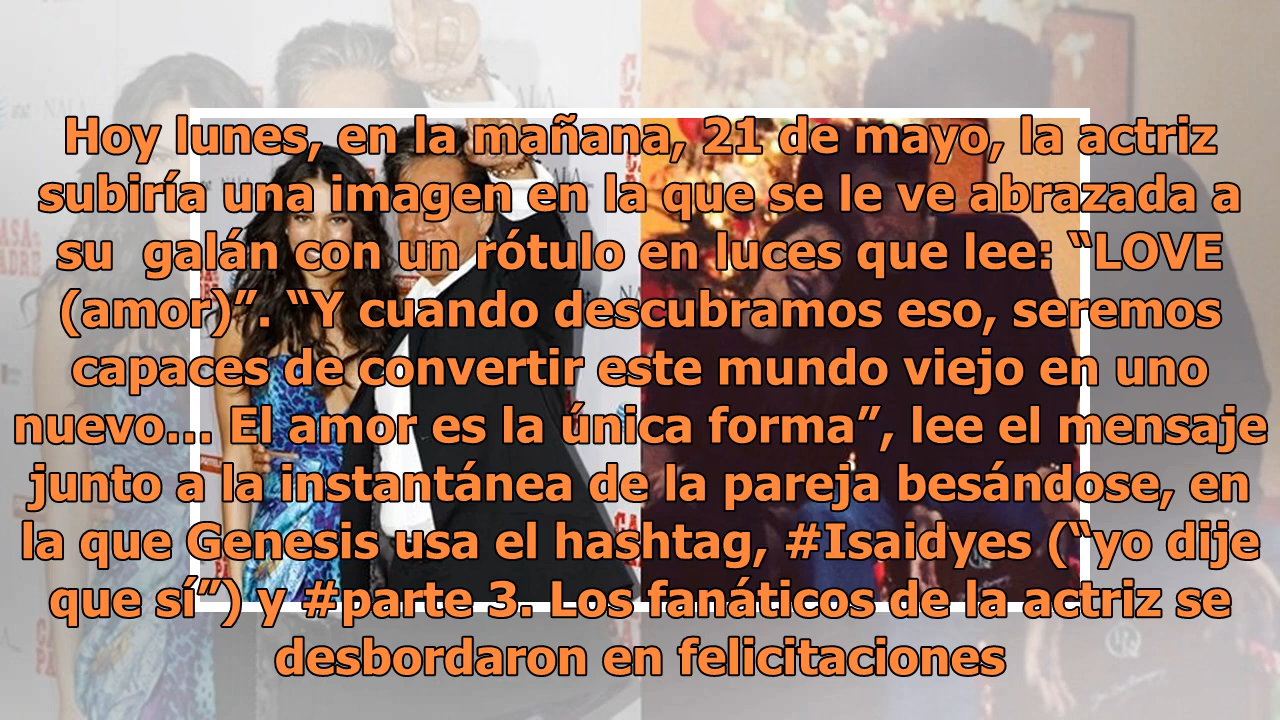 Hoy lunes, en la mañana, 21 de mayo, la actriz
subiría una imagen en la que se le ve abrazada a
su  galán con un rótulo en luces que lee: “LOVE
(amor)”. “Y cuando descubramos eso, seremos
capaces de convertir este mundo viejo en uno
nuevo... El amor es la única forma”, lee el mensaje
junto a la instantánea de la pareja besándose, en
la que Genesis usa el hashtag, #Isaidyes (“yo dije
que sí”) y #parte 3. Los fanáticos de la actriz se
desbordaron en felicitaciones